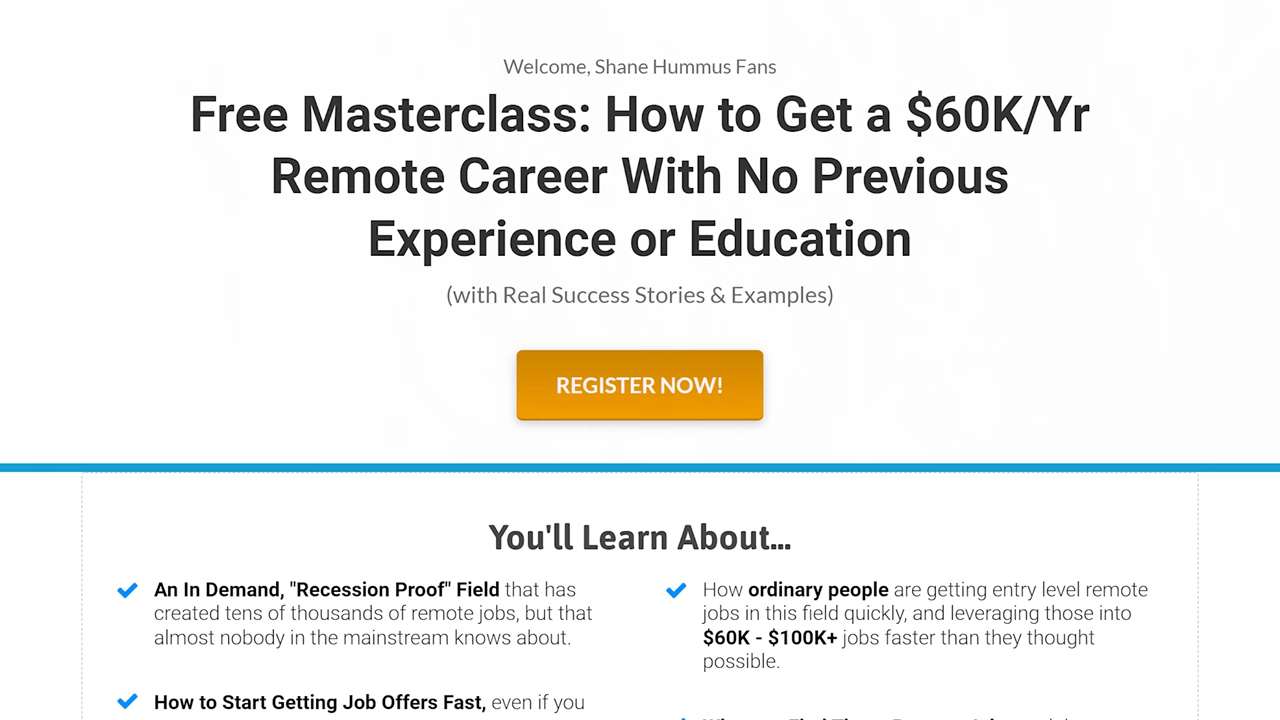 Welcome, Shane Hummus Fans
Free Masterclass: How to Get a $60K/Yr
Remote Career With No Previous
Experience or Education
(with Real Success Stories & Examples)
REGISTER NOW!
You'll Learn About...
An In Demand, "Recession Proof" Field that has
created tens of thousands of remote jobs, but that
almost nobody in the mainstream knows about.
How to Start Getting Job Offers Fast, even if you
How ordinary people are getting entry level remote
jobs in this field quickly, and leveraging those into
$60K - $100K+ jobs faster than they thought
possible.